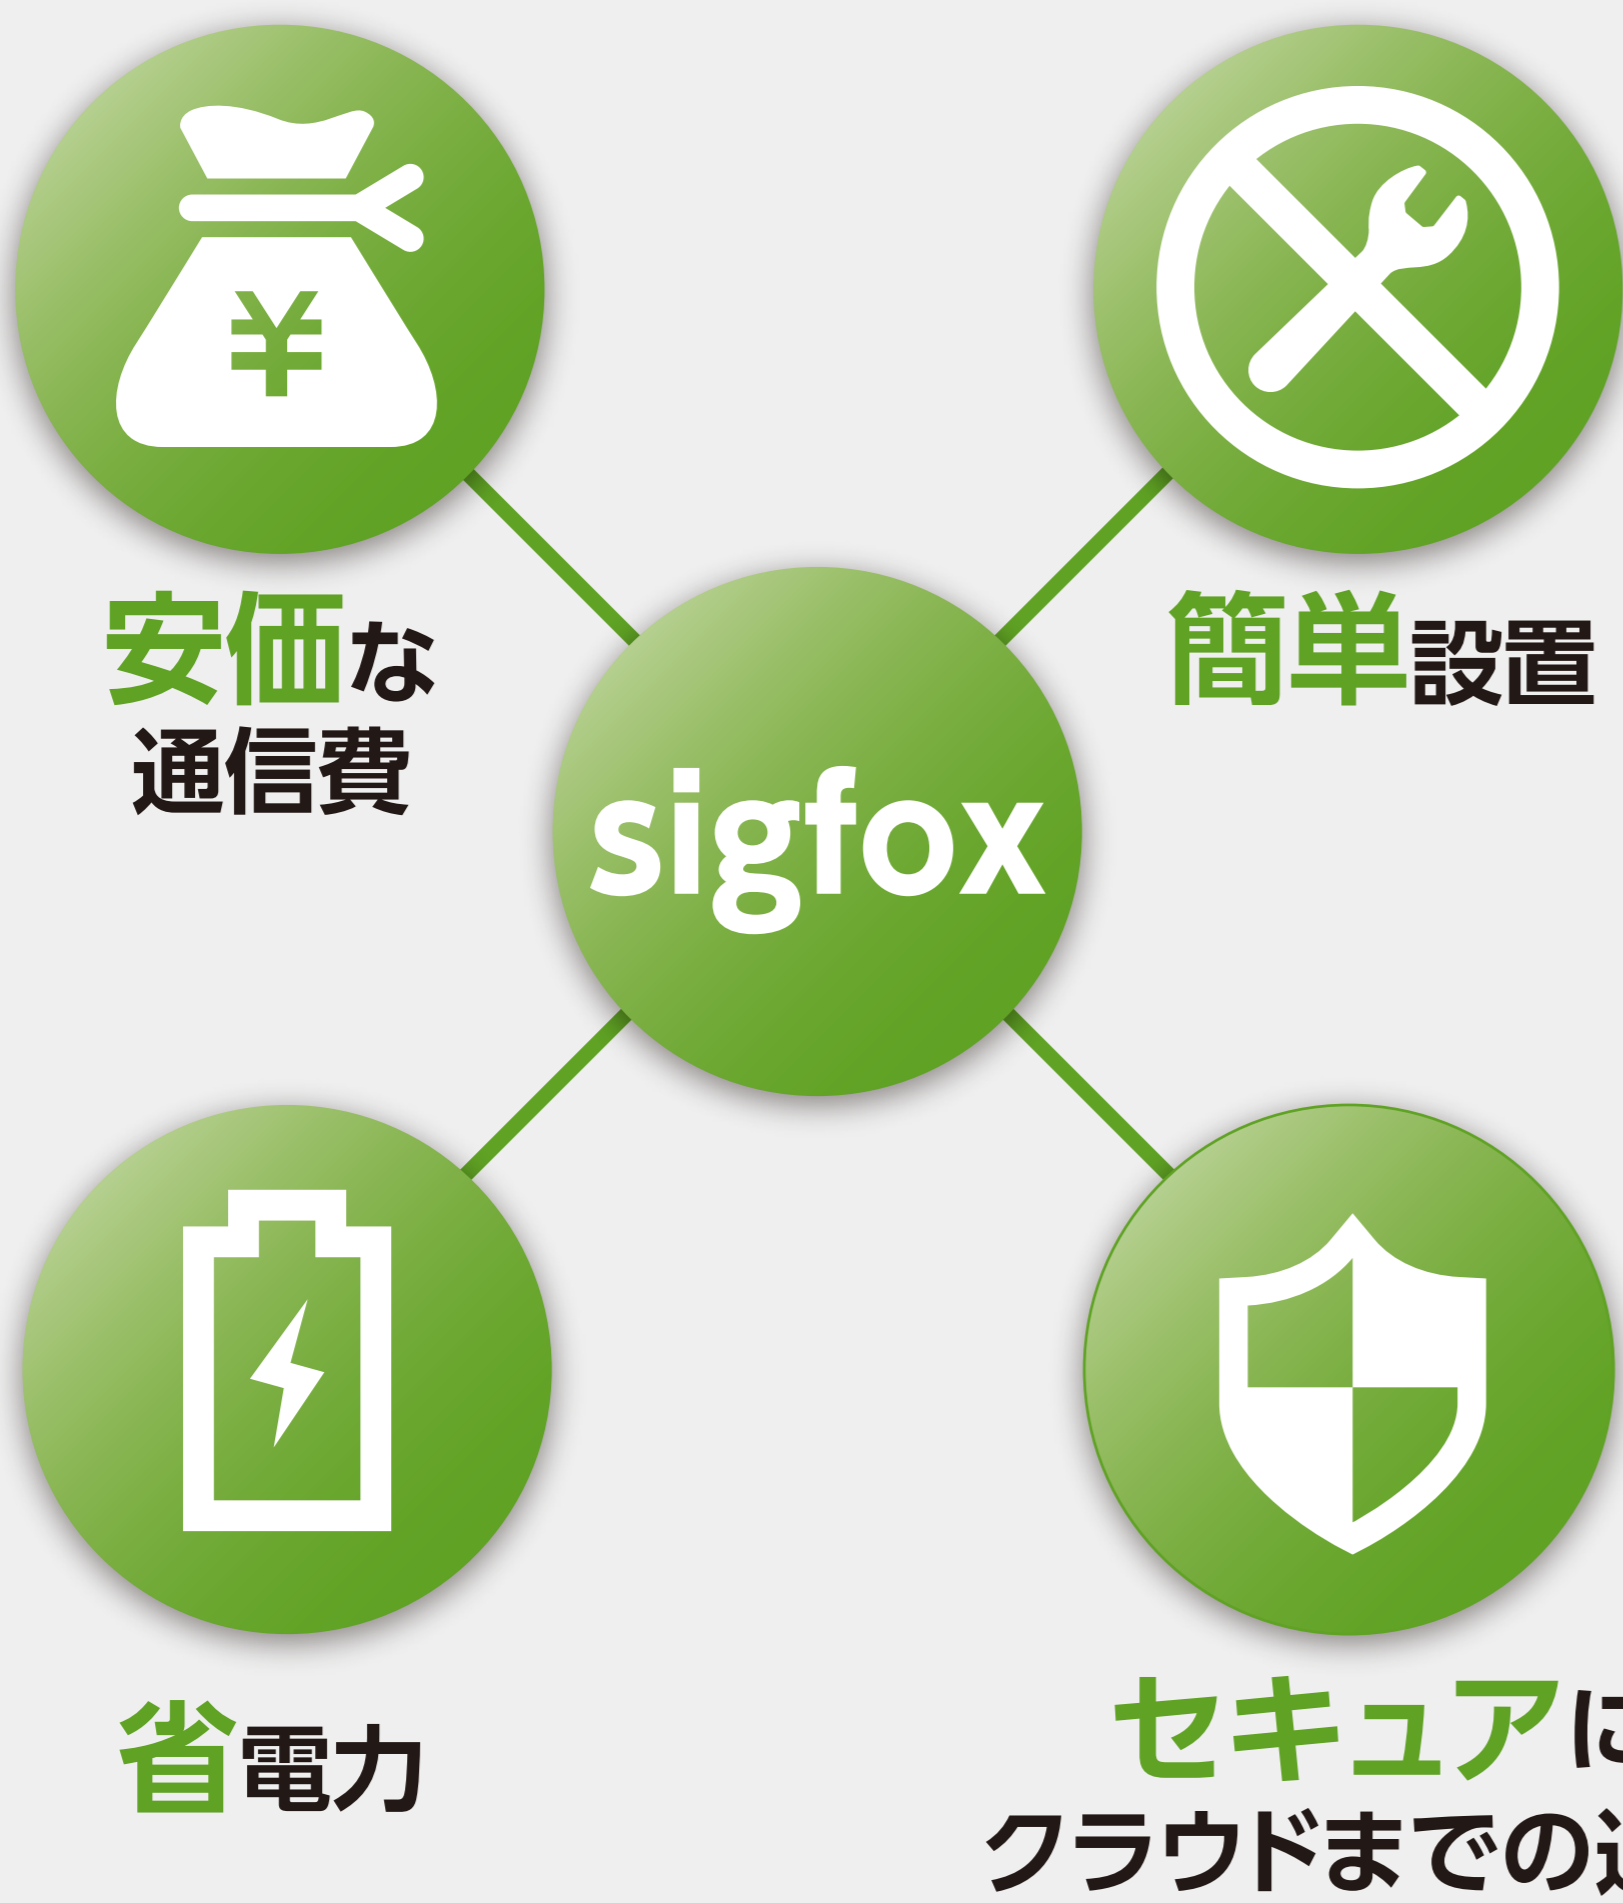 安価な
通信費
簡単設置
sigfox
省電力
セキュアに
クラウドまでの